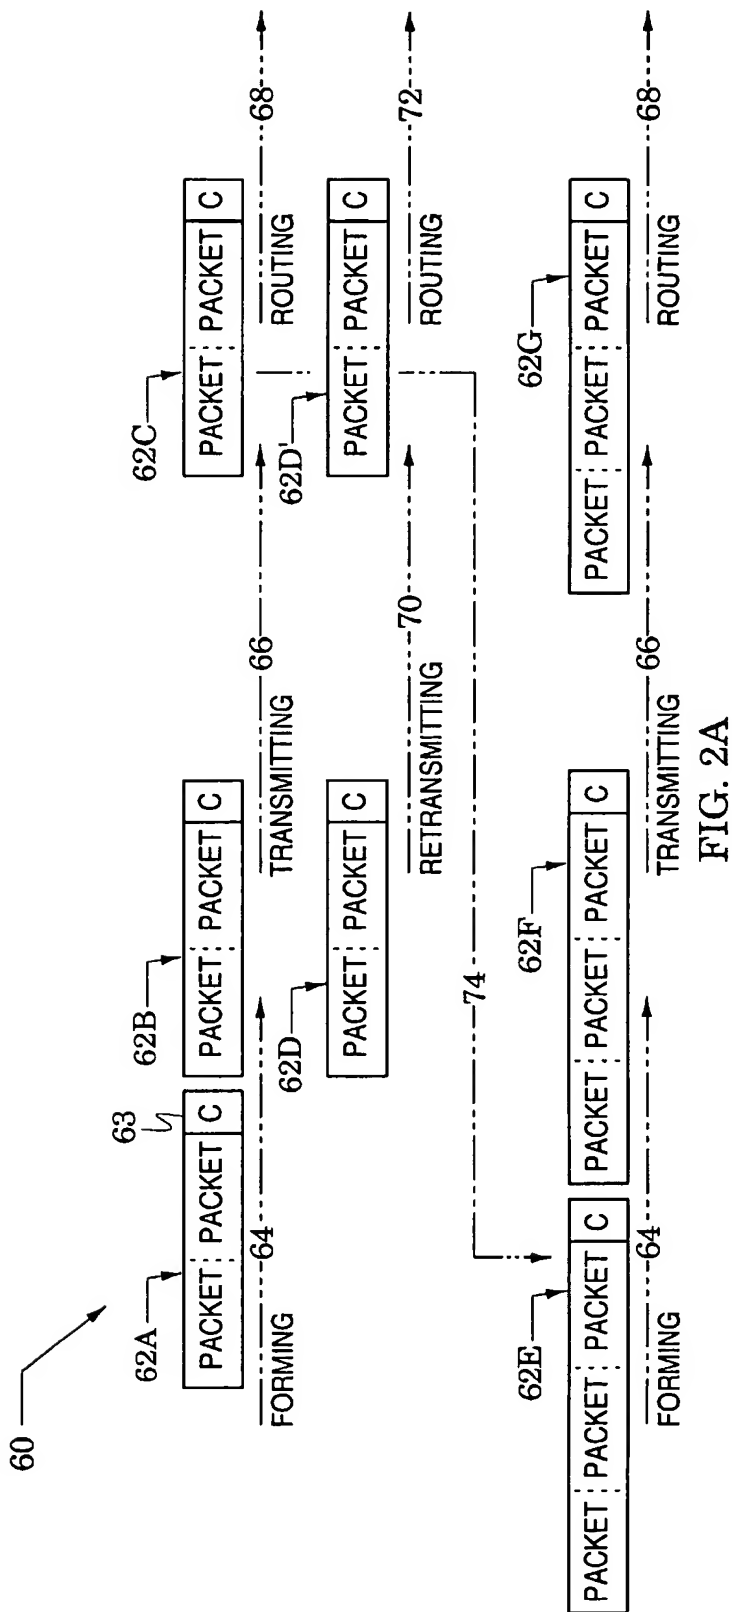 60
62A
63
62B
62C
PACKET PACKET C
PACKET PACKET C
PACKET PACKET C
64
66
68
FORMING
TRANSMITTING
ROUTING
62D
62D'
PACKET PACKET C
PACKET PACKET C
70
72
RETRANSMITTING
ROUTING
74
62E
62F
62G
PACKET PACKET PACKET C
PACKET PACKET PACKET C
PACKET PACKET PACKET C
64
66
68
FORMING
TRANSMITTING
ROUTING
FIG. 2A